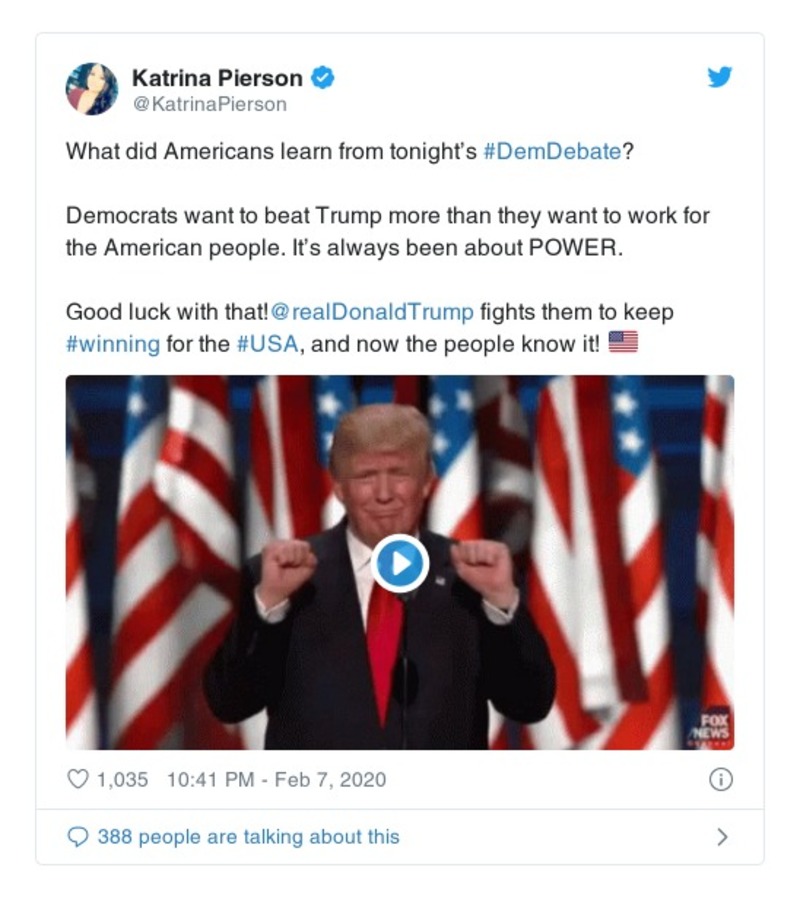 Katrina Pierson
@KatrinaPierson
What did Americans learn from tonight's #DemDebate?
Democrats want to beat Trump more than they want to work for
the American people. It's always been about POWER.
Good luck with that!@realDonaldTrump fights them to keep
#winning for the #USA, and now the people know it! 🇺🇸
FOX
NEWS
1,035 10:41 PM - Feb 7, 2020
388 people are talking about this